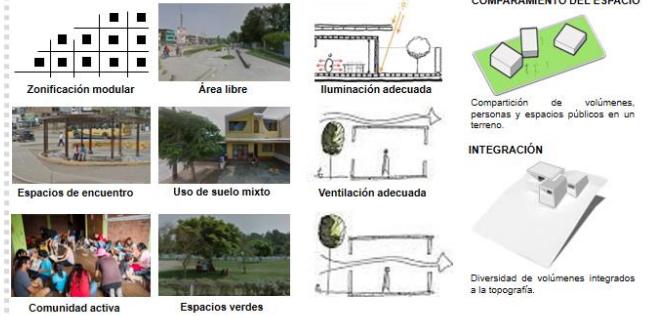 COMPARAMIENTO DEL ESPACIO
Zonificación modular
Área libre
Iluminación adecuada
Compartición de volúmenes,
personas y espacios públicos en un
terreno.
INTEGRACIÓN
Espacios de encuentro
Uso de suelo mixto
Ventilación adecuada
Diversidad de volúmenes integrados
a la topografía.
Comunidad activa
Espacios verdes